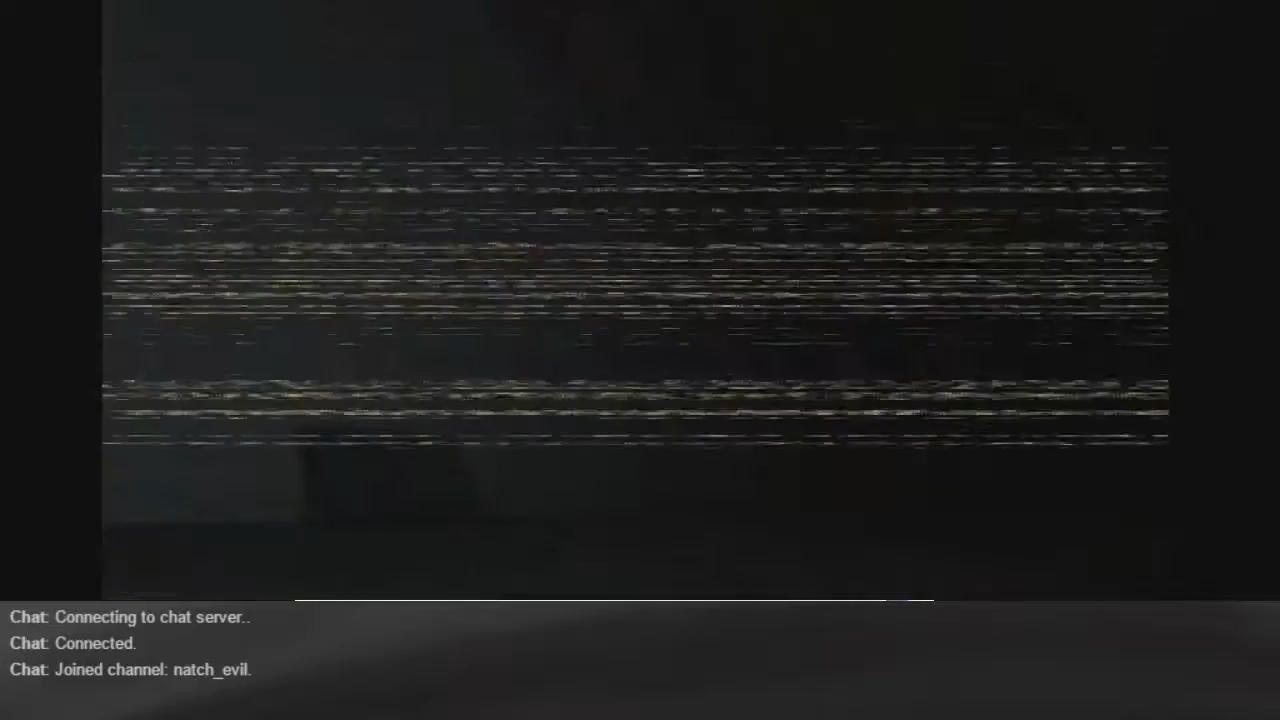 Chat: Connecting to chat server..
Chat: Connected.
Chat: Joined channel: natch_evil.